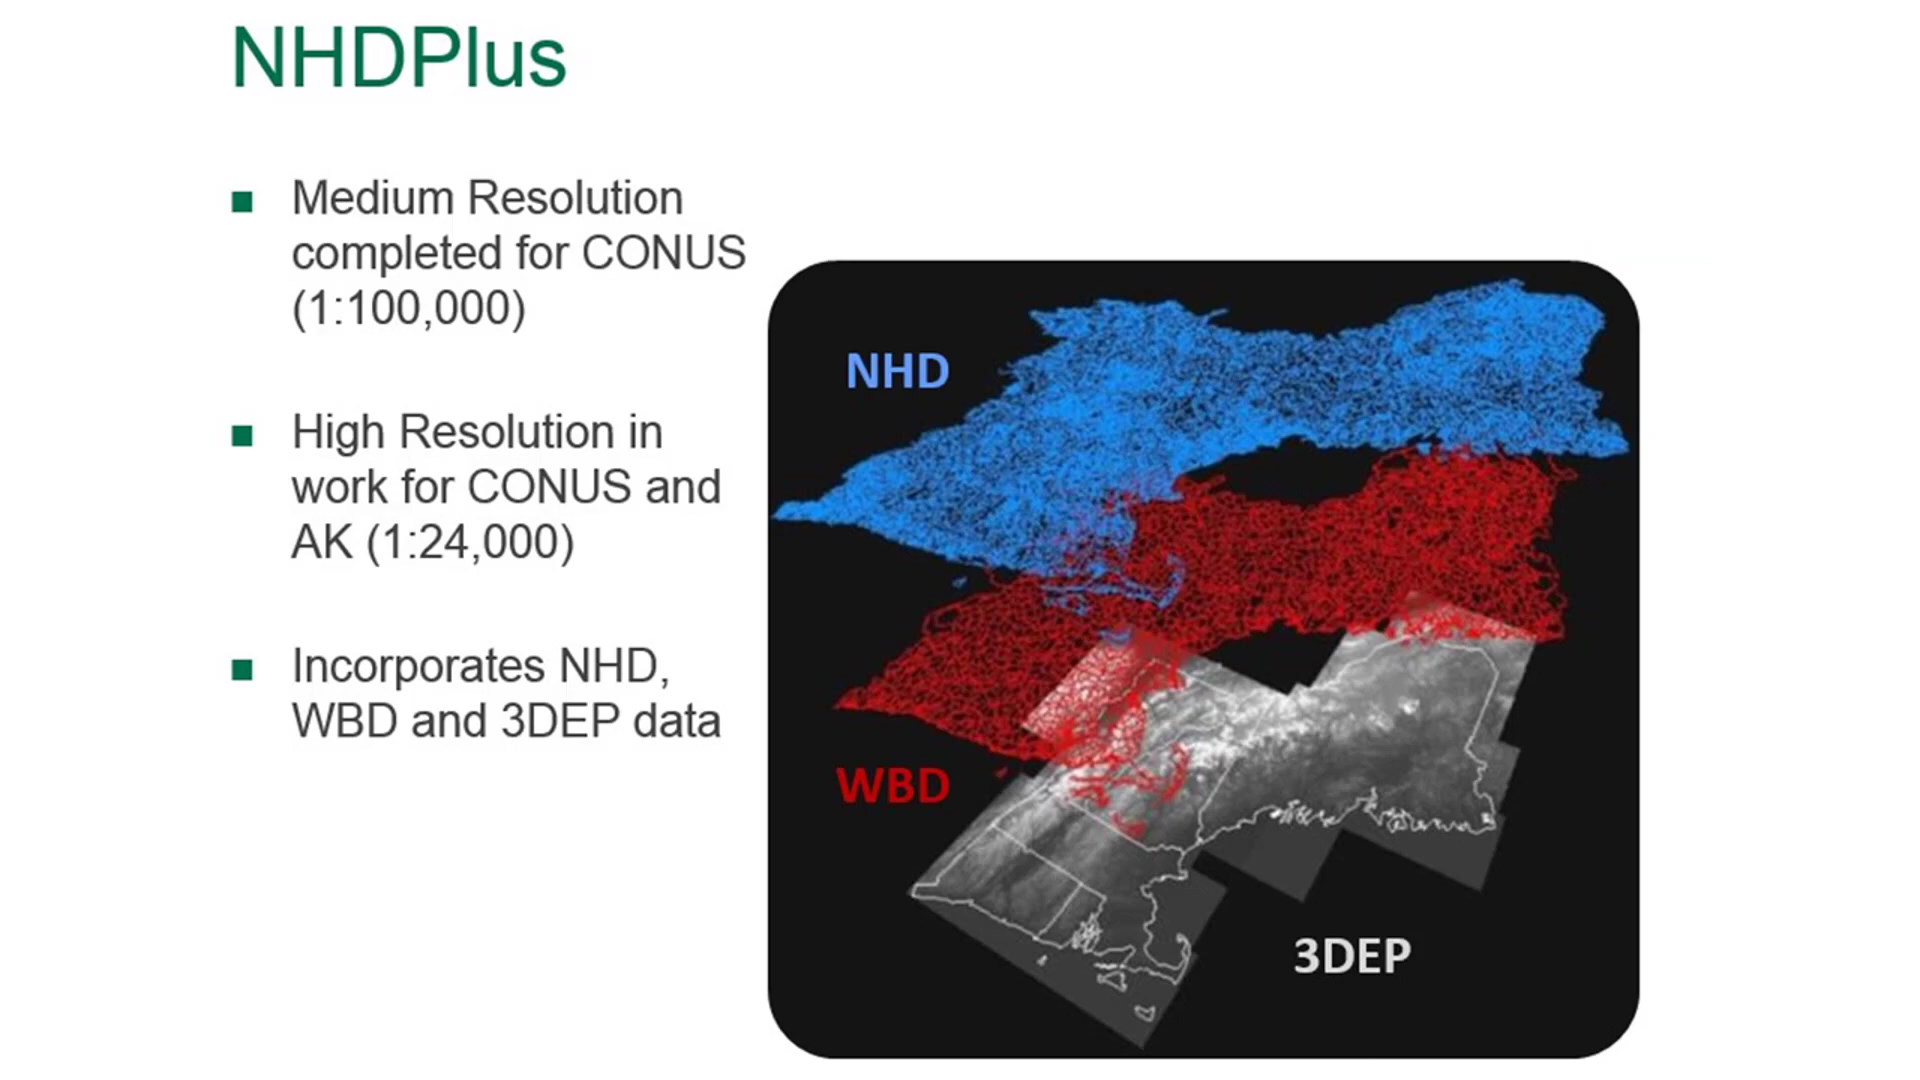 NHDPlus
Medium Resolution
completed for CONUS
(1:100,000)
High Resolution in
work for CONUS and
AK (1:24,000)
Incorporates NHD,
WBD and 3DEP data
NHD
WBD
3DEP